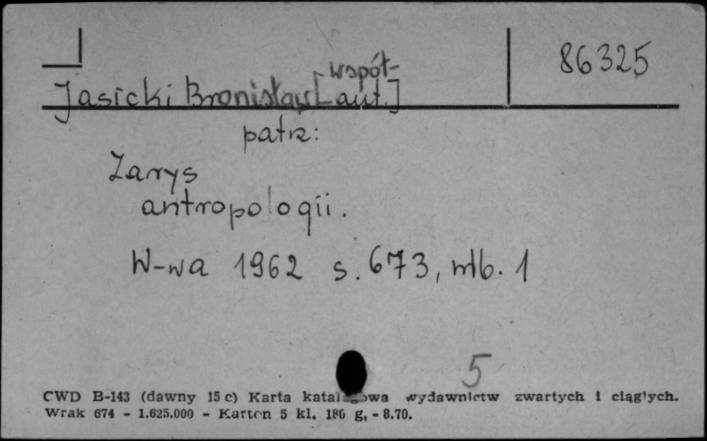 86325
Jasicki Bronisław [współ-
aut.]
patrz:
Zarys
antropologii.
W-wa 1962 s. 673, nlb. 1
5
CWD B-143 (dawny 15 c) Karta katalogowa wydawnictw zwartych i ciągłych.
Wrak 674 - 1.625.000 - Karton 5 kl. 180 g, - 8.70.